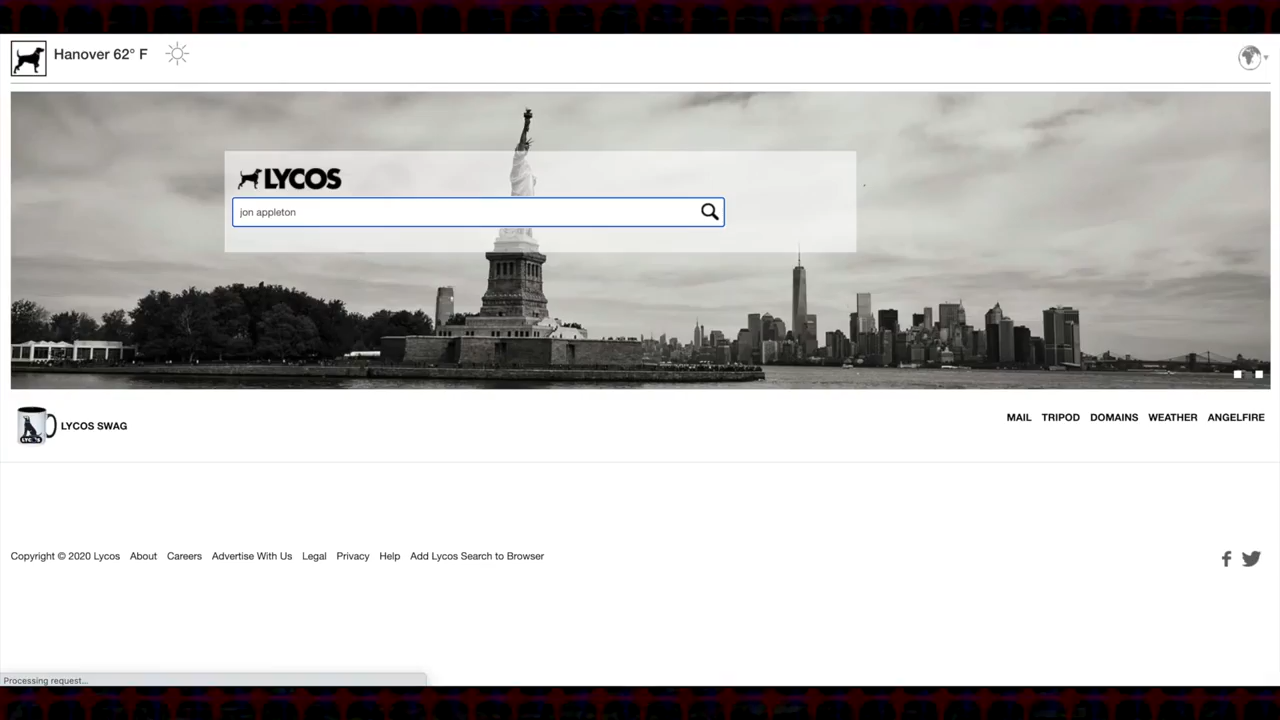 Hanover 62° F
LYCOS
jon appleton
LYCOS SWAG
MAIL TRIPOD DOMAINS WEATHER ANGELFIRE
Copyright © 2020 Lycos About Careers Advertise With Us Legal Privacy Help Add Lycos Search to Browser
Processing request...